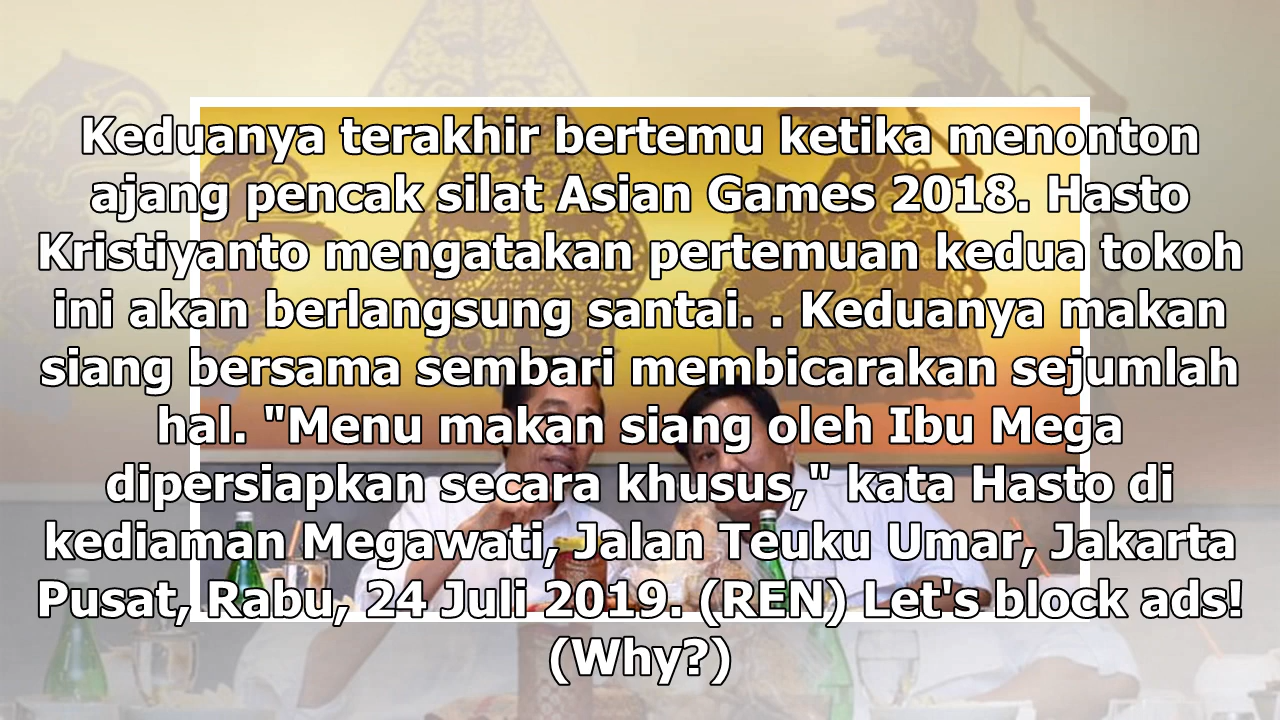 Keduanya terakhir bertemu ketika menonton
ajang pencak silat Asian Games 2018. Hasto
Kristiyanto mengatakan pertemuan kedua tokoh
ini akan berlangsung santai. . Keduanya makan
siang bersama sembari membicarakan sejumlah
hal. "Menu makan siang oleh Ibu Mega
dipersiapkan secara khusus," kata Hasto di
kediaman Megawati, Jalan Teuku Umar, Jakarta
Pusat, Rabu, 24 Juli 2019. (REN) Let's block ads!
(Why?)